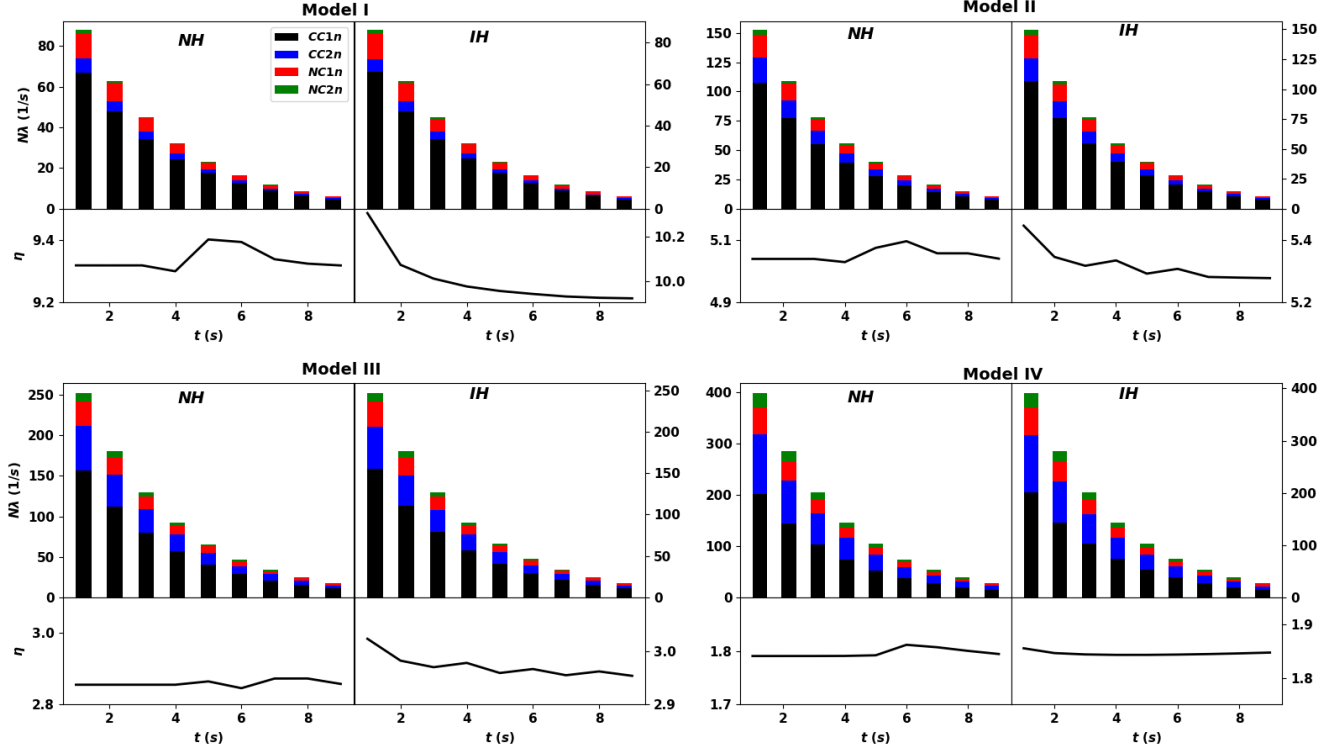 Model I
NH
IH
CC1n
CC2n
NC1n
NC2n
Nλ (1/s)
80
60
40
20
0
80
60
40
20
0
η
9.4
9.2
10.2
10.0
2 4 6 8
2 4 6 8
t (s)
t (s)
Model II
NH
IH
150
125
100
75
50
25
0
150
125
100
75
50
25
0
5.1
4.9
5.4
5.2
2 4 6 8
2 4 6 8
t (s)
t (s)
Model III
NH
IH
Nλ (1/s)
250
200
150
100
50
0
250
200
150
100
50
0
η
3.0
2.8
3.0
2.9
2 4 6 8
2 4 6 8
t (s)
t (s)
Model IV
NH
IH
400
300
200
100
0
400
300
200
100
0
1.8
1.7
1.9
1.8
2 4 6 8
2 4 6 8
t (s)
t (s)